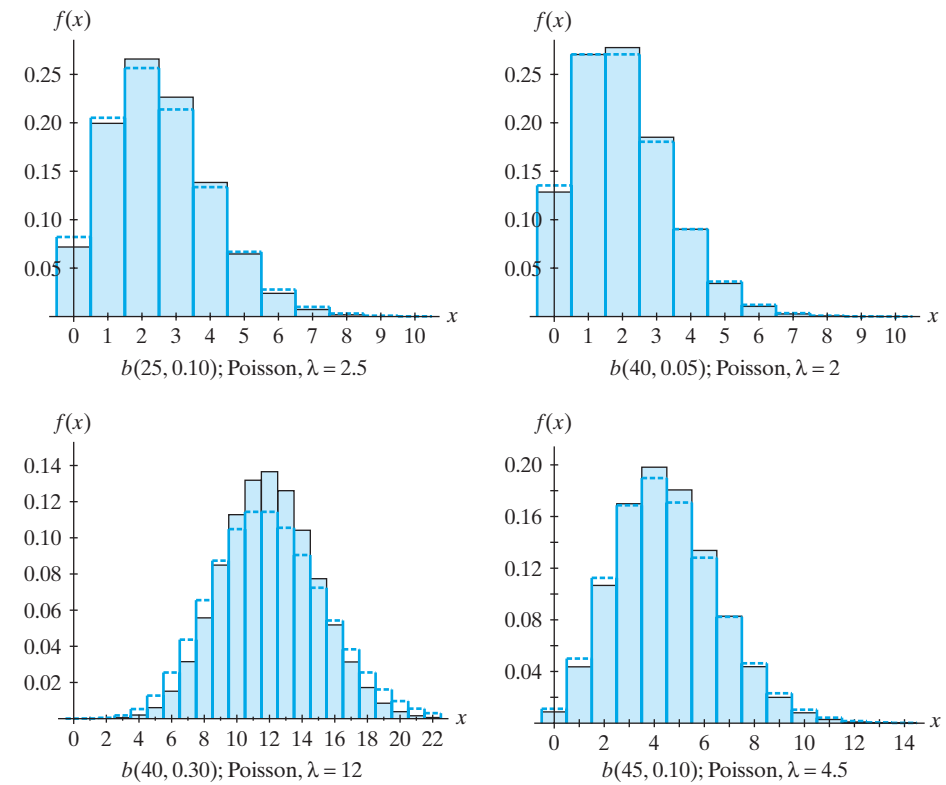 f(x)
0.25
0.20
0.15
0.10
0.05
0 1 2 3 4 5 6 7 8 9 10 x
b(25, 0.10); Poisson, λ = 2.5
f(x)
0.25
0.20
0.15
0.10
0.05
0 1 2 3 4 5 6 7 8 9 10 x
b(40, 0.05); Poisson, λ = 2
f(x)
0.14
0.12
0.10
0.08
0.06
0.04
0.02
0 2 4 6 8 10 12 14 16 18 20 22 x
b(40, 0.30); Poisson, λ = 12
f(x)
0.20
0.16
0.12
0.08
0.04
0 2 4 6 8 10 12 14 x
b(45, 0.10); Poisson, λ = 4.5